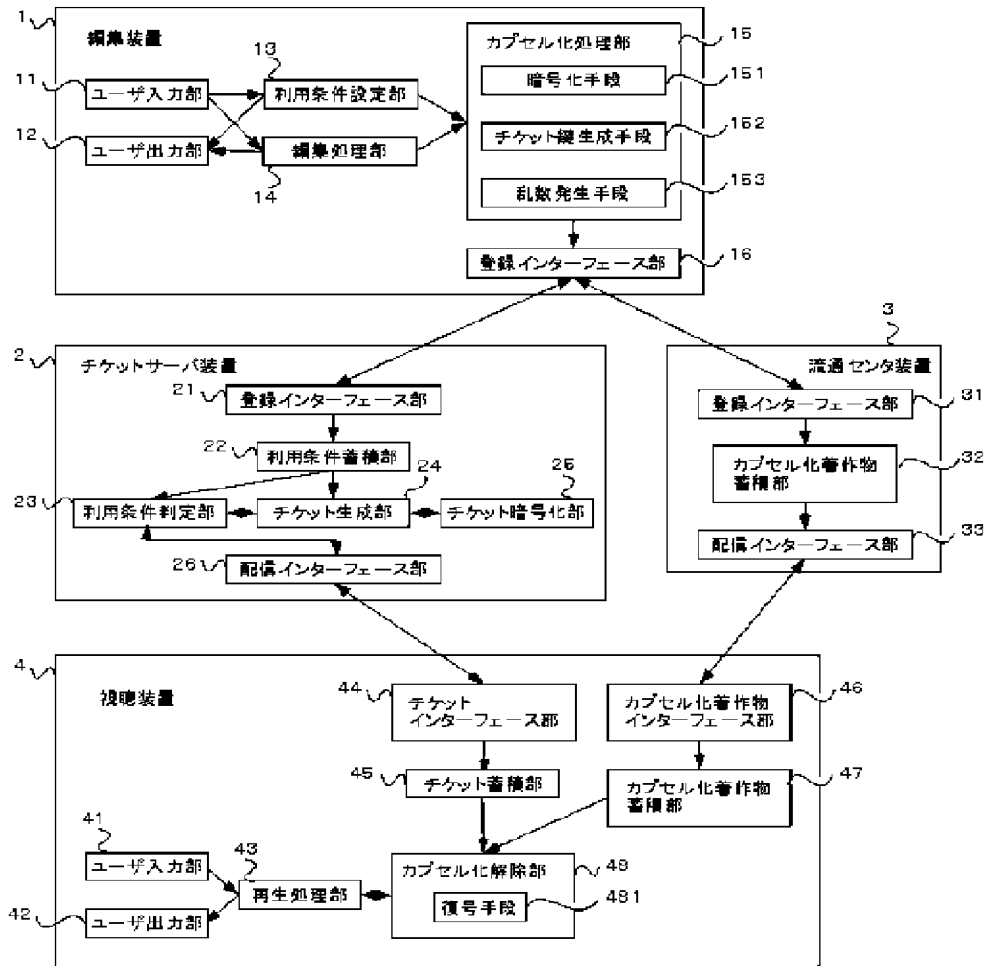 1
編集装置
11
ユーザ入力部
12
ユーザ出力部
13
利用条件設定部
編集処理部
14
カプセル化処理部
15
暗号化手段
151
チケット鍵生成手段
152
乱数発生手段
153
登録インターフェース部
16
2
チケットサーバ装置
21
登録インターフェース部
22
利用条件蓄積部
23
利用条件判定部
24
チケット生成部
25
チケット暗号化部
26
配信インターフェース部
3
流通センタ装置
登録インターフェース部
31
カプセル化著作物
蓄積部
32
配信インターフェース部
33
4
視聴装置
44
チケット
インターフェース部
45
チケット蓄積部
カプセル化著作物
インターフェース部
46
カプセル化著作物
蓄積部
47
41
ユーザ入力部
42
ユーザ出力部
43
再生処理部
カプセル化解除部
48
復号手段
481